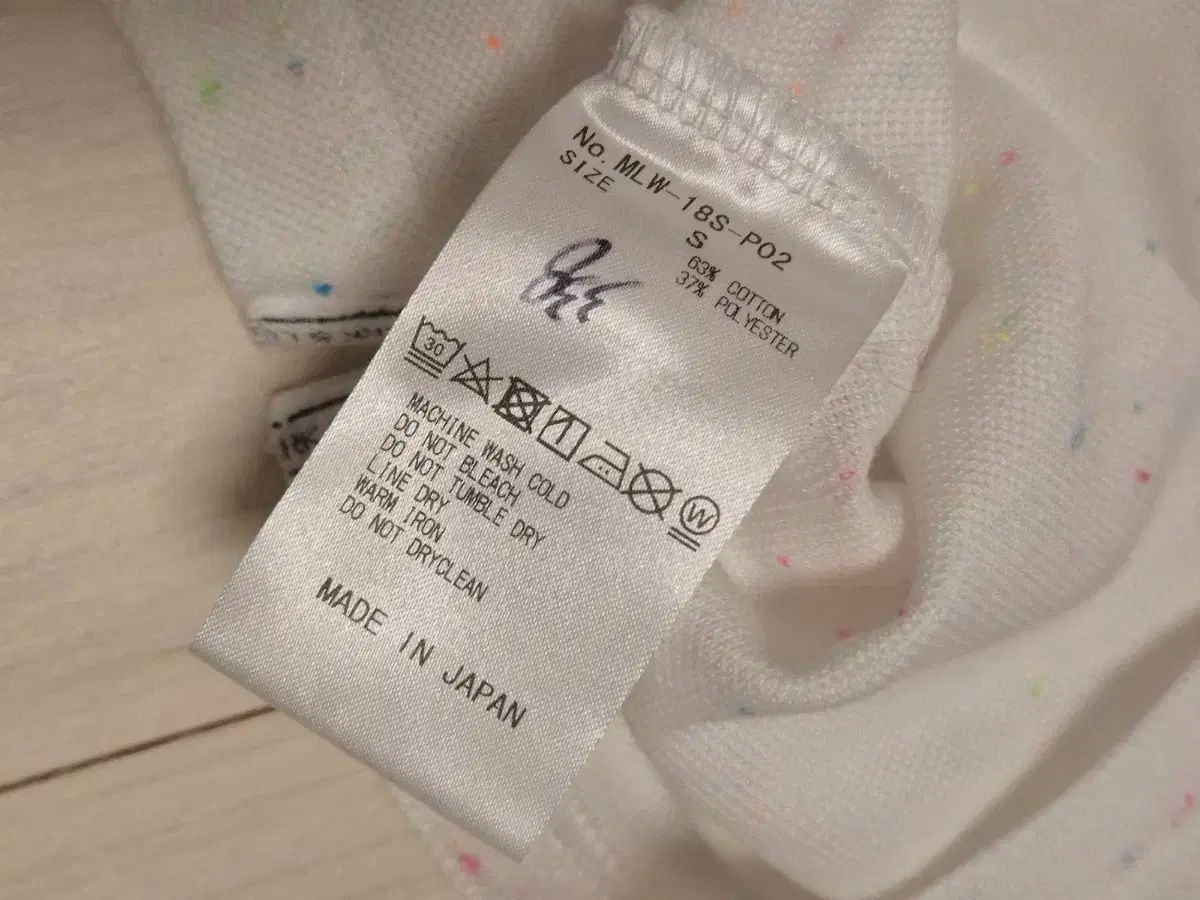 No. MLW-18S-P02
SIZE S
63% COTTON
37% POLYESTER
30
W
MACHINE WASH COLD
DO NOT BLEACH
DO NOT TUMBLE DRY
LINE DRY
WARM IRON
DO NOT DRYCLEAN
MADE IN JAPAN